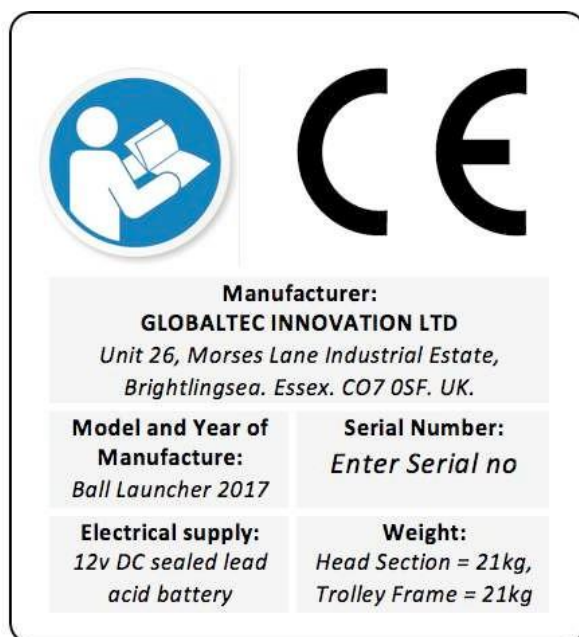 CE
Manufacturer:
GLOBALTEC INNOVATION LTD
Unit 26, Morses Lane Industrial Estate,
Brightlingsea. Essex. CO7 0SF. UK.
Model and Year of
Manufacture:
Ball Launcher 2017
Serial Number:
Enter Serial no
Electrical supply:
12v DC sealed lead
acid battery
Weight:
Head Section = 21kg,
Trolley Frame = 21kg